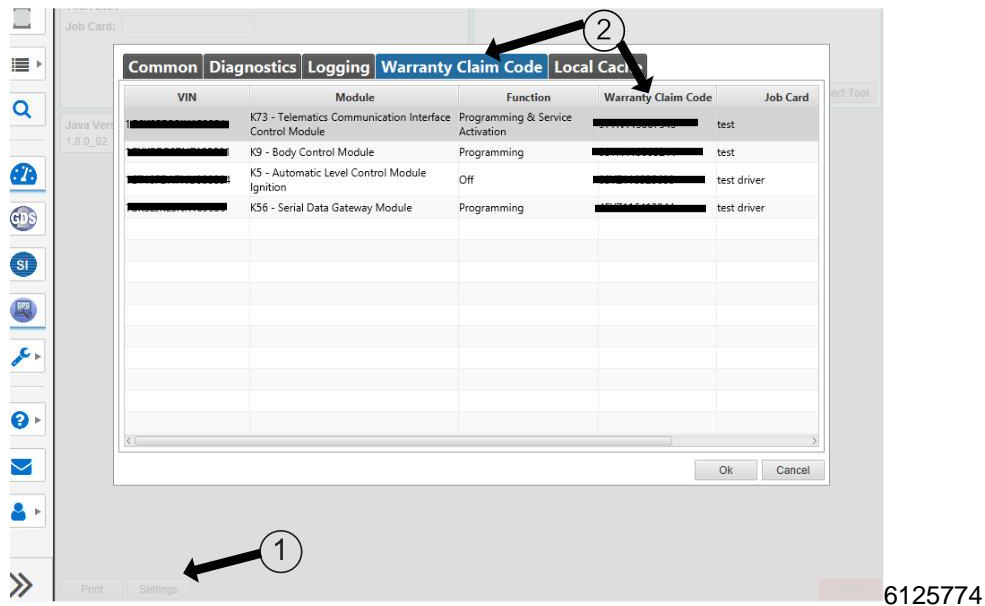 Job Card:
2
Common Diagnostics Logging Warranty Claim Code Local Cache
VIN Module Function Warranty Claim Code Job Card
ect Tool
K73 - Telematics Communication Interface Control Module Programming & Service Activation test
Java Vers
1.8.0_92
K9 - Body Control Module Programming test
K5 - Automatic Level Control Module Ignition Off test driver
K56 - Serial Data Gateway Module Programming test driver
GDS
SI
SPS
Ok Cancel
1
Print Settings
6125774